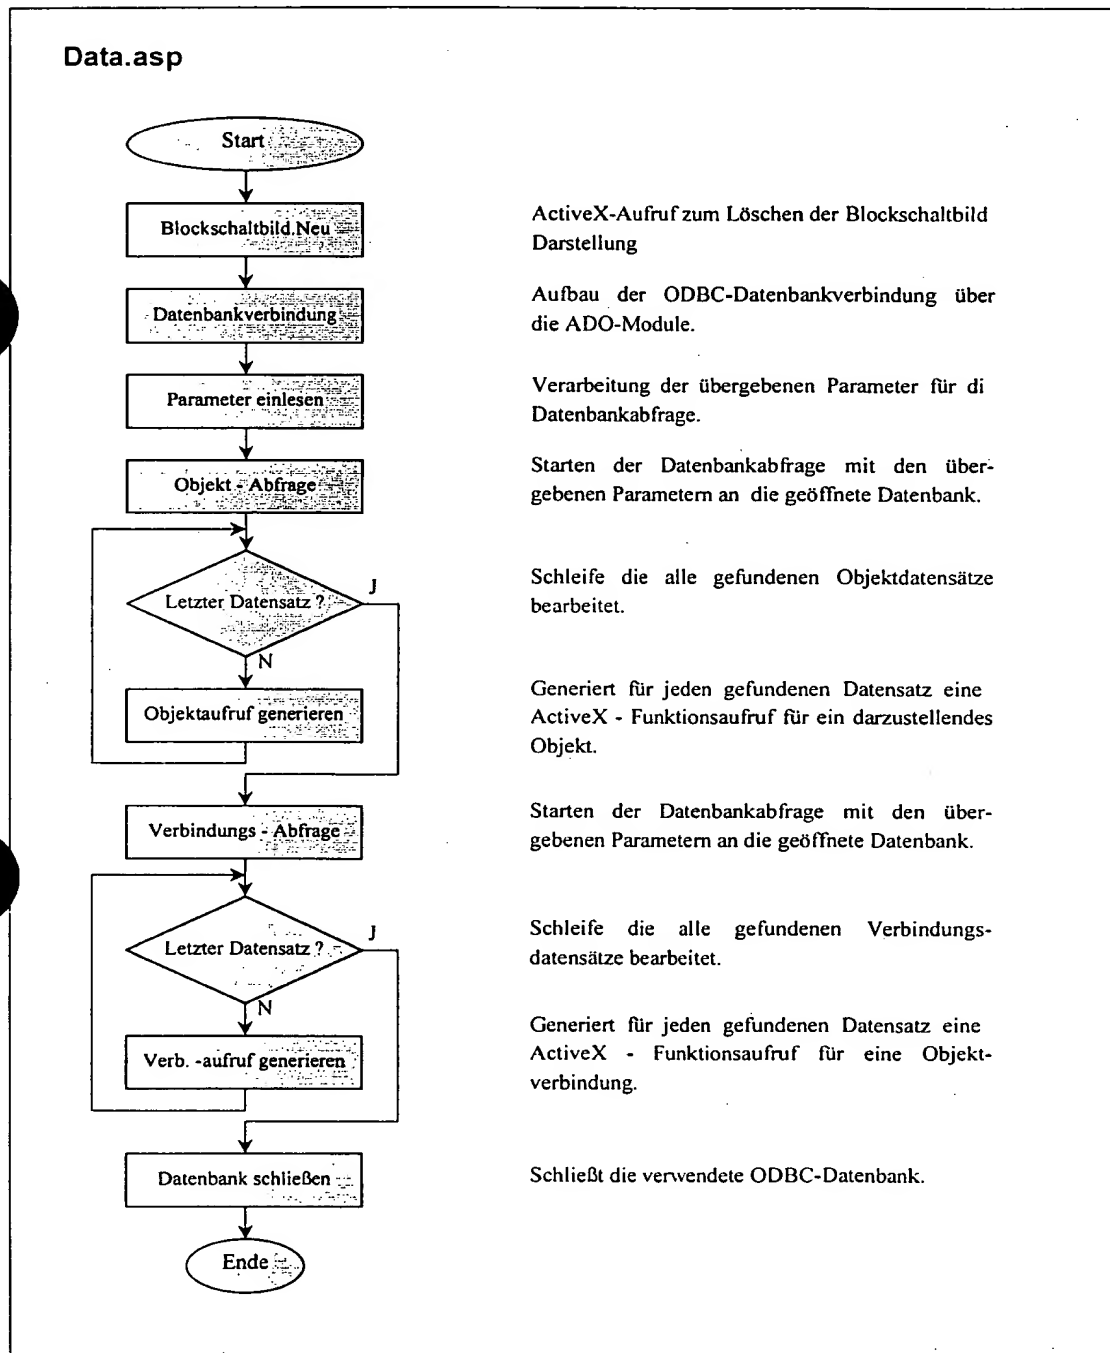 Data.asp
Start
Blockschaltbild.Neu
ActiveX-Aufruf zum Löschen der Blockschaltbild
Darstellung
Datenbankverbindung
Aufbau der ODBC-Datenbankverbindung über
die ADO-Module.
Parameter einlesen
Verarbeitung der übergebenen Parameter für di
Datenbankabfrage.
Objekt - Abfrage
Starten der Datenbankabfrage mit den über-
gebenen Parametern an die geöffnete Datenbank.
Letzter Datensatz ?
J
N
Schleife die alle gefundenen Objektdatensätze
bearbeitet.
Objektaufruf generieren
Generiert für jeden gefundenen Datensatz eine
ActiveX - Funktionsaufruf für ein darzustellendes
Objekt.
Verbindungs - Abfrage
Starten der Datenbankabfrage mit den über-
gebenen Parametern an die geöffnete Datenbank.
Letzter Datensatz ?
J
N
Schleife die alle gefundenen Verbindungs-
datensätze bearbeitet.
Verb. -aufruf generieren
Generiert für jeden gefundenen Datensatz eine
ActiveX - Funktionsaufruf für eine Objekt-
verbindung.
Datenbank schließen
Schließt die verwendete ODBC-Datenbank.
Ende